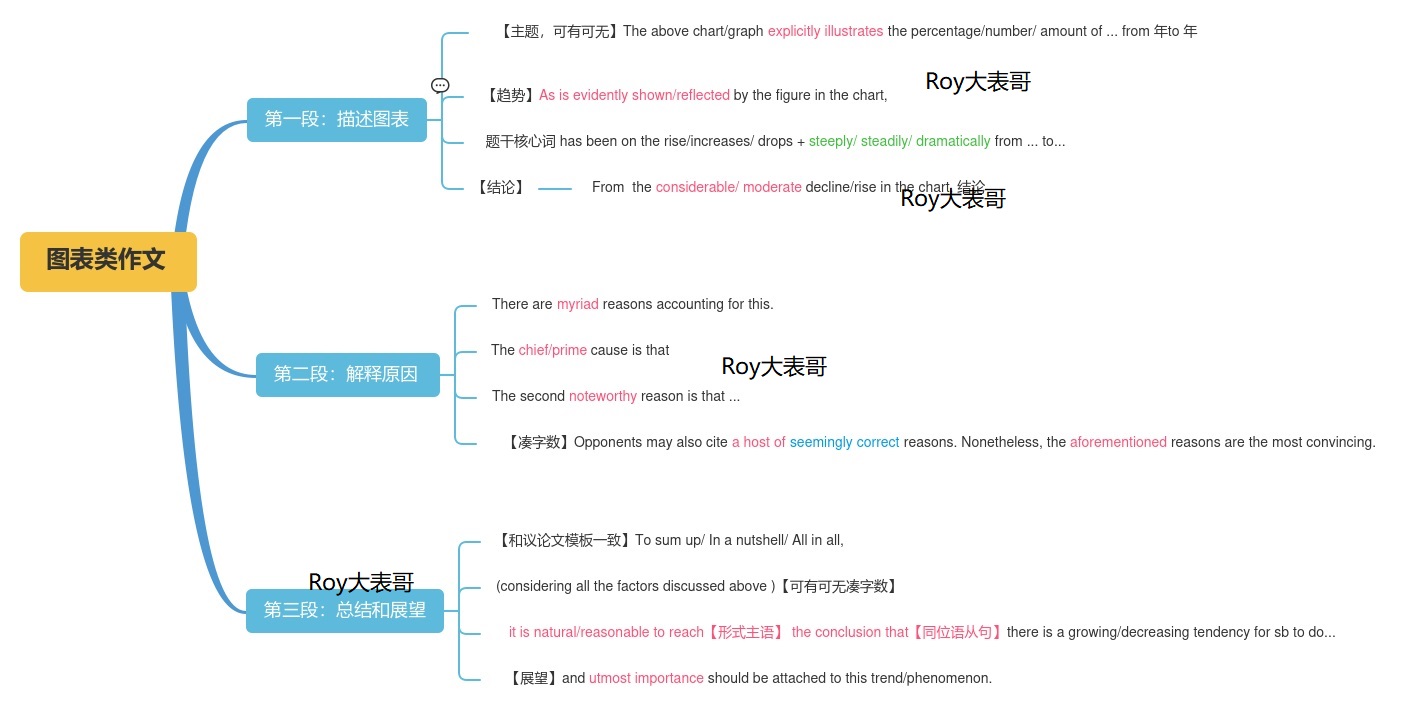 图表类作文
第一段：描述图表
【主题，可有可无】The above chart/graph explicitly illustrates the percentage/number/ amount of ... from 年to 年
【趋势】As is evidently shown/reflected by the figure in the chart,
Roy大表哥
题干核心词 has been on the rise/increases/ drops + steeply/ steadily/ dramatically from ... to...
【结论】
From the considerable/ moderate decline/rise in the chart, 结论
Roy大表哥
第二段：解释原因
There are myriad reasons accounting for this.
The chief/prime cause is that
Roy大表哥
The second noteworthy reason is that ...
【凑字数】Opponents may also cite a host of seemingly correct reasons. Nonetheless, the aforementioned reasons are the most convincing.
Roy大表哥
第三段：总结和展望
【和议论文模板一致】To sum up/ In a nutshell/ All in all,
(considering all the factors discussed above )【可有可无凑字数】
it is natural/reasonable to reach【形式主语】 the conclusion that【同位语从句】there is a growing/decreasing tendency for sb to do...
【展望】and utmost importance should be attached to this trend/phenomenon.